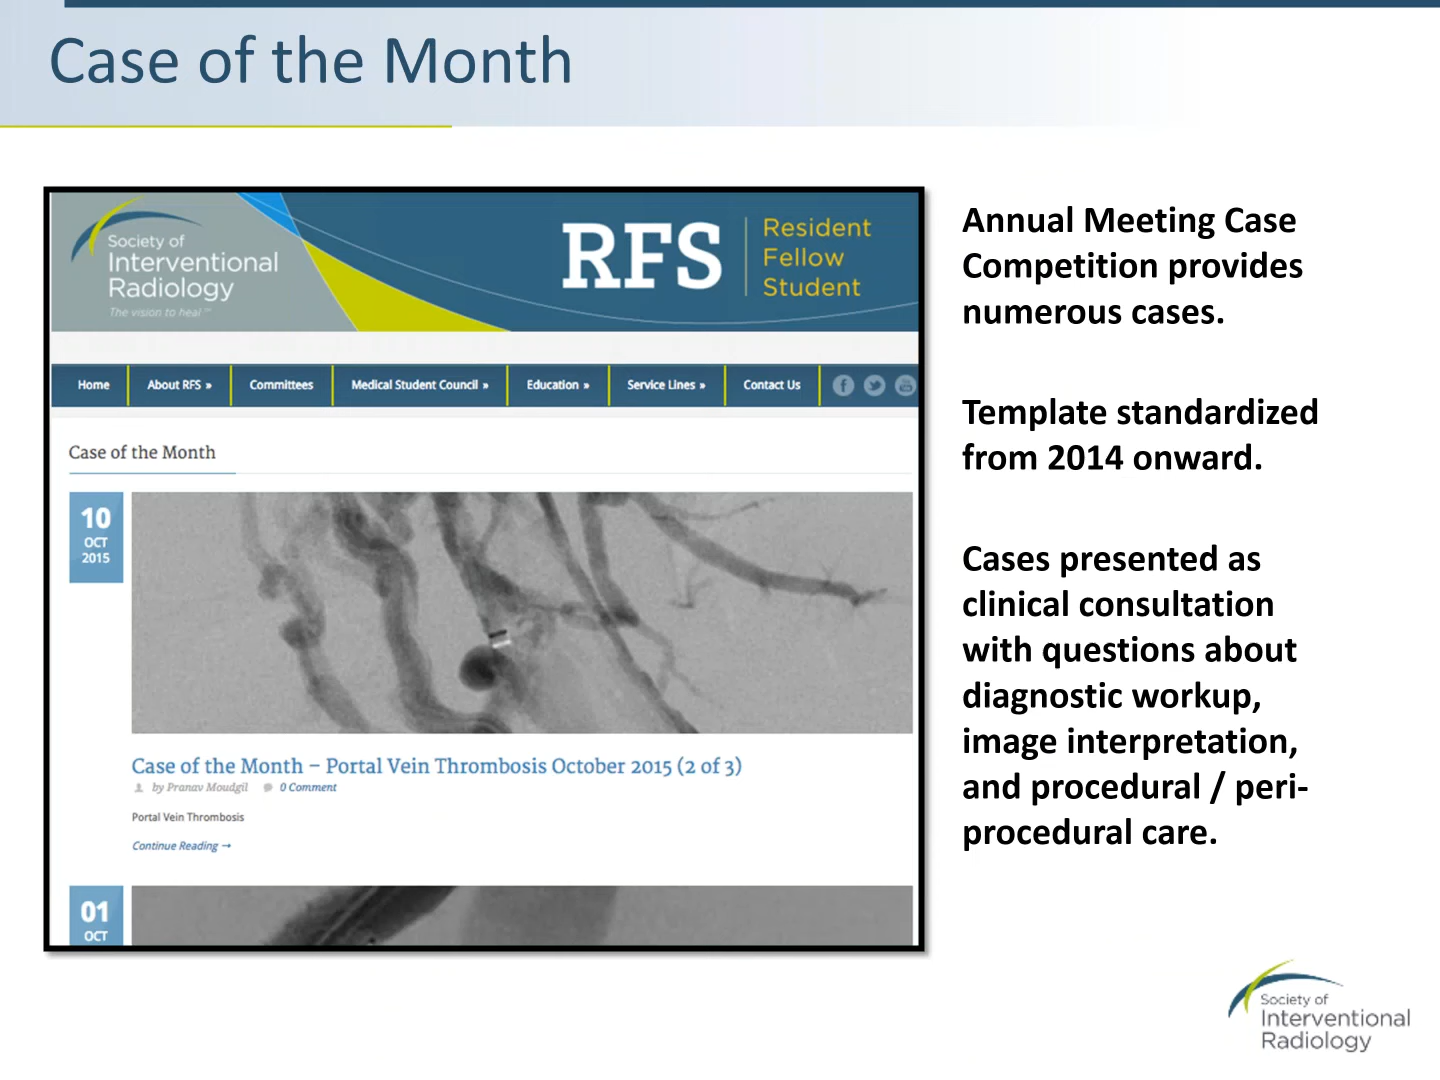 Case of the Month
Society of
Interventional
Radiology
The vision to heal ™
RFS
Resident
Fellow
Student
Home
About RFS »
Committees
Medical Student Council »
Education »
Service Lines »
Contact Us
Case of the Month
10
OCT
2015
Case of the Month – Portal Vein Thrombosis October 2015 (2 of 3)
by Pranav Moudgil 0 Comment
Portal Vein Thrombosis
Continue Reading →
01
OCT
Annual Meeting Case
Competition provides
numerous cases.
Template standardized
from 2014 onward.
Cases presented as
clinical consultation
with questions about
diagnostic workup,
image interpretation,
and procedural / peri-
procedural care.
Society of
Interventional
Radiology